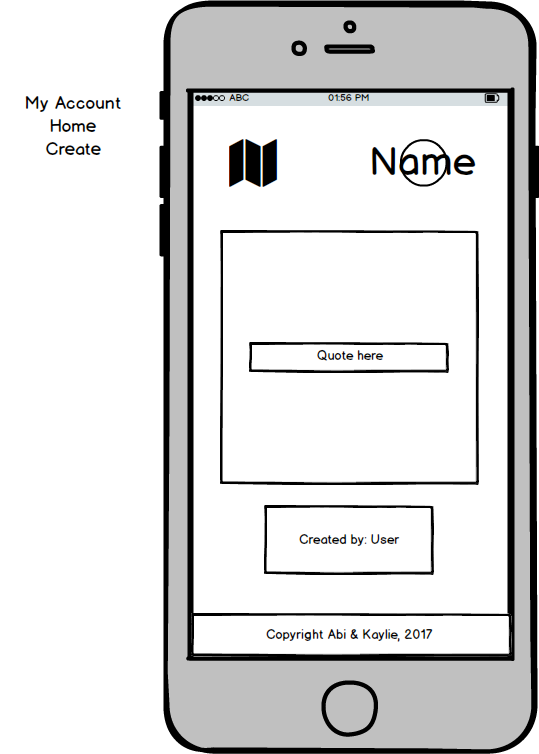 My Account
Home
Create
ABC 01:56 PM
Name
Quote here
Created by: User
Copyright Abi & Kaylie, 2017